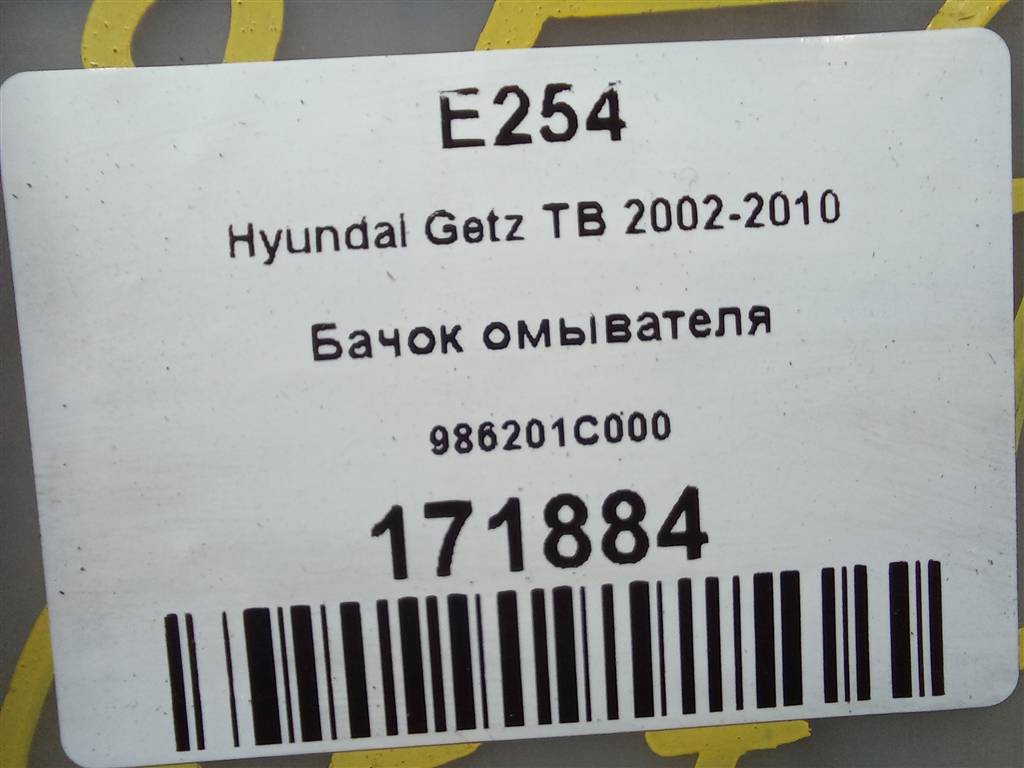 E254
Hyundai Getz TB 2002-2010
Бачок омывателя
986201C000
171884